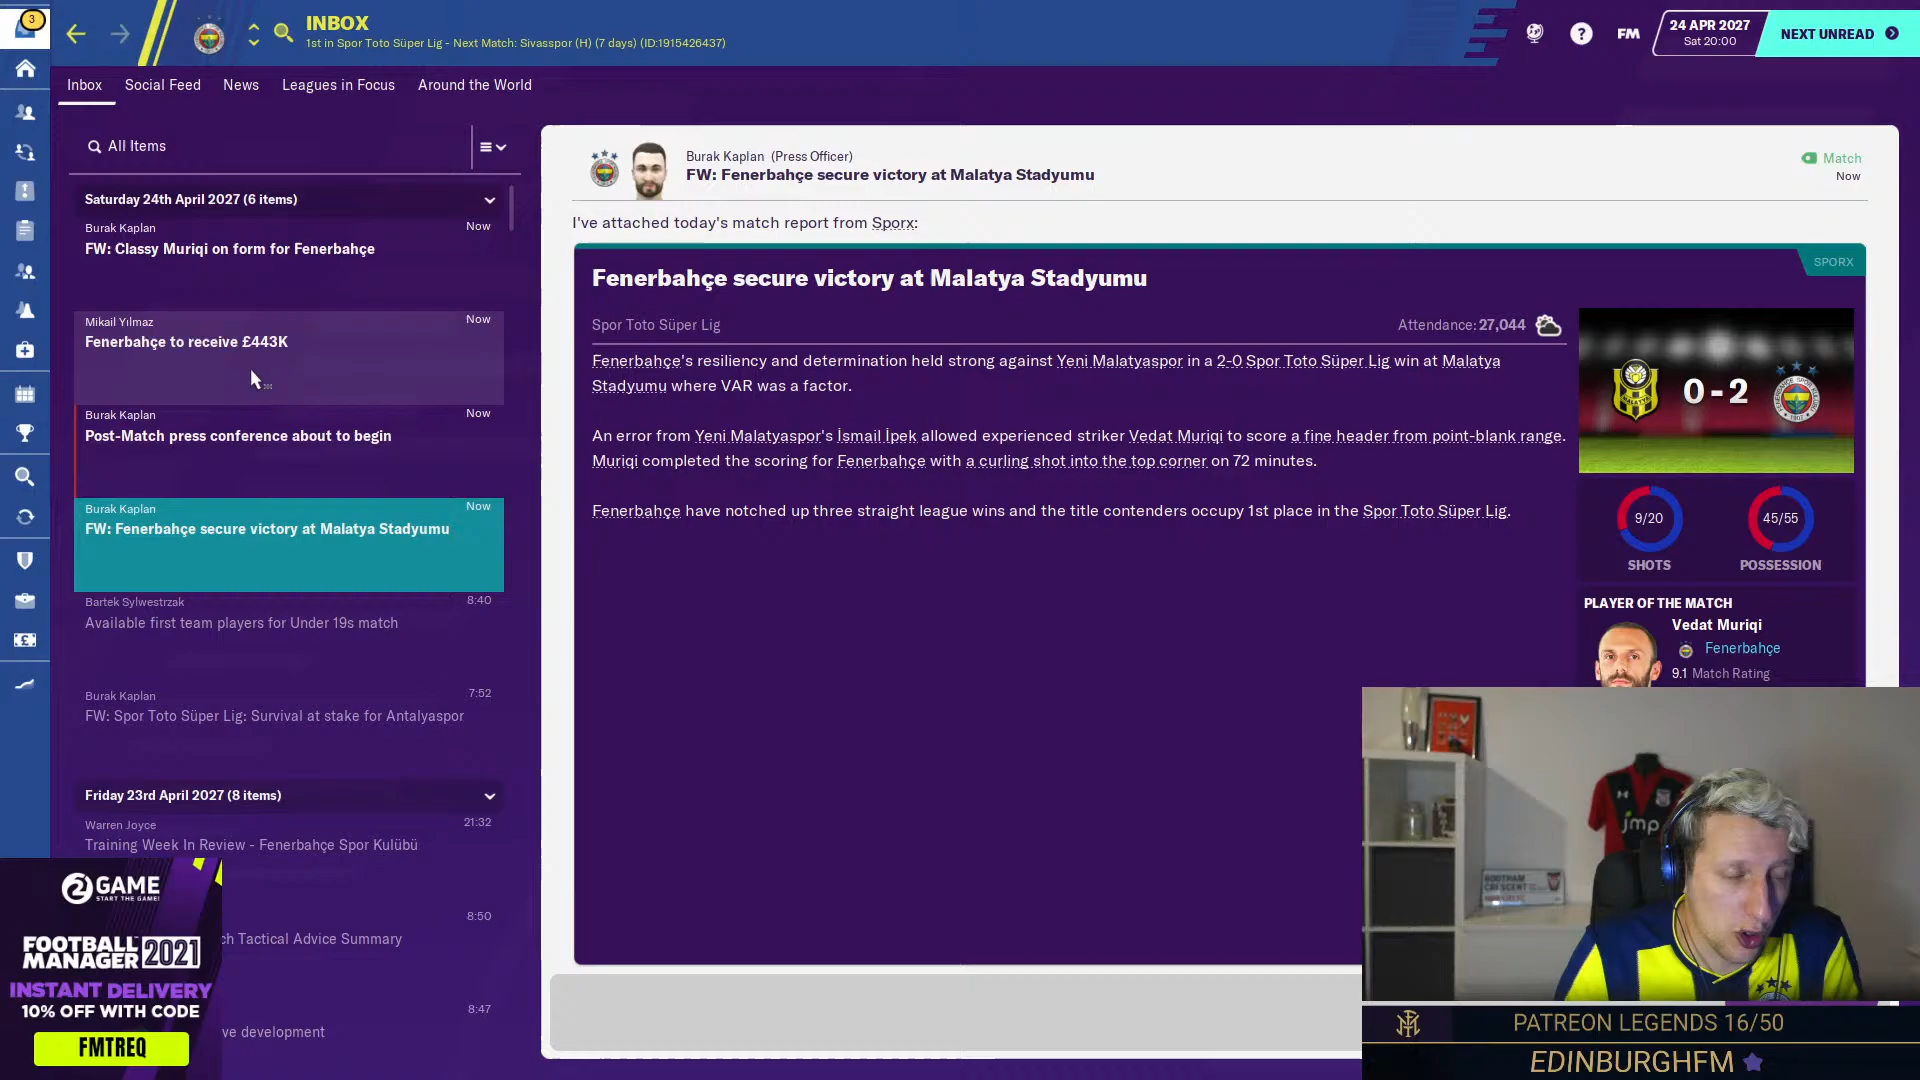 3
INBOX
1st in Spor Toto Süper Lig - Next Match: Sivasspor (H) (7 days) (ID:1915426437)
?
FM
24 APR 2027
Sat 20:00
NEXT UNREAD
Inbox Social Feed News Leagues in Focus Around the World
All Items
Saturday 24th April 2027 (6 items)
Burak Kaplan Now
FW: Classy Muriqi on form for Fenerbahçe
Mikail Yılmaz Now
Fenerbahçe to receive £443K
Burak Kaplan Now
Post-Match press conference about to begin
Burak Kaplan Now
FW: Fenerbahçe secure victory at Malatya Stadyumu
Bartek Sylwestrzak 8:40
Available first team players for Under 19s match
Burak Kaplan 7:52
FW: Spor Toto Süper Lig: Survival at stake for Antalyaspor
Friday 23rd April 2027 (8 items)
Warren Joyce 21:32
Training Week In Review - Fenerbahçe Spor Kulübü
8:50
ch Tactical Advice Summary
8:47
ve development
Burak Kaplan (Press Officer)
FW: Fenerbahçe secure victory at Malatya Stadyumu
Match
Now
I've attached today's match report from Sporx:
SPORX
Fenerbahçe secure victory at Malatya Stadyumu
Spor Toto Süper Lig Attendance: 27,044
Fenerbahçe's resiliency and determination held strong against Yeni Malatyaspor in a 2-0 Spor Toto Süper Lig win at Malatya
Stadyumu where VAR was a factor.
An error from Yeni Malatyaspor's İsmail İpek allowed experienced striker Vedat Muriqi to score a fine header from point-blank range.
Muriqi completed the scoring for Fenerbahçe with a curling shot into the top corner on 72 minutes.
Fenerbahçe have notched up three straight league wins and the title contenders occupy 1st place in the Spor Toto Süper Lig.
0 - 2
9/20
45/55
SHOTS
POSSESSION
PLAYER OF THE MATCH
Vedat Muriqi
Fenerbahçe
9.1 Match Rating
jmp
BOOTHAM
CRESCENT
2GAME
START THE GAME!
FOOTBALL
MANAGER 2021
INSTANT DELIVERY
10% OFF WITH CODE
FMTREQ
PATREON LEGENDS 16/50
EDINBURGHFM